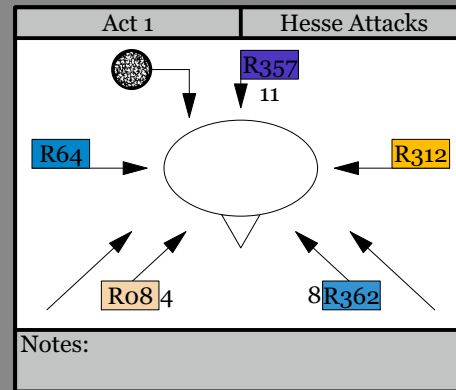 Act 1
Hesse Attacks
R357
11
R64
R312
R08 4
8 R362
Notes: